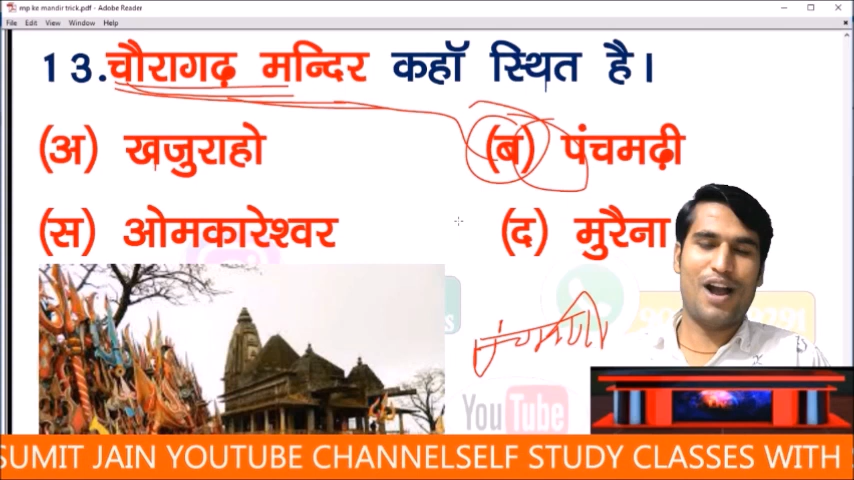 mp ke mandir trick.pdf - Adobe Reader
File Edit View Window Help
13.चौरागढ़ मन्दिर कहॉ स्थित है।
(अ) खजुराहो (ब) पंचमढ़ी
(स) ओमकारेश्वर (द) मुरैना
YouTube
SUMIT JAIN YOUTUBE CHANNELSELF STUDY CLASSES WITH